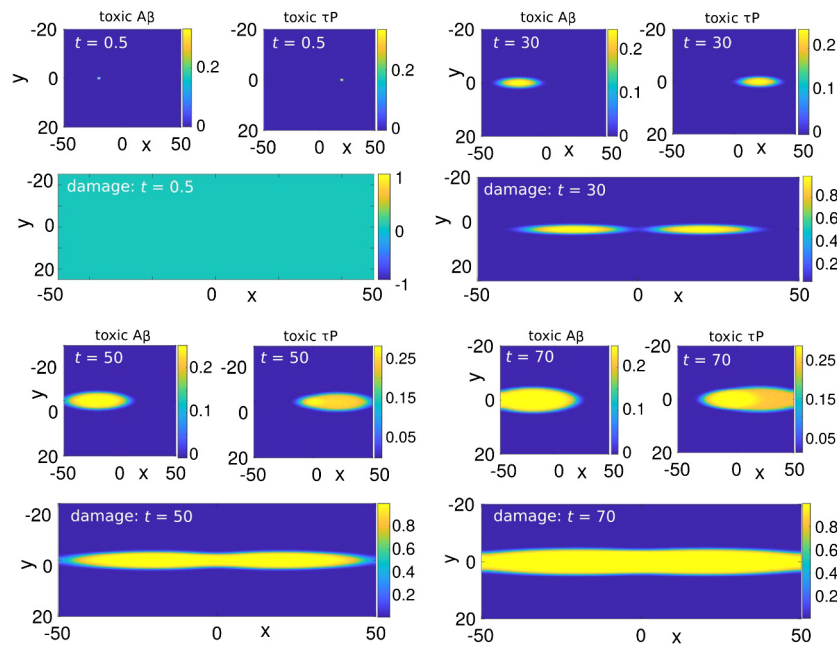 toxic Aβ
toxic τP
-20
0
20
y
t = 0.5
t = 0.5
0.2
0
0.2
0
-50
0
x
50
-50
0
x
50
damage: t = 0.5
-20
0
20
y
1
0
-1
-50
0
x
50
toxic Aβ
toxic τP
-20
0
20
y
t = 30
t = 30
0.2
0.1
0
0.2
0.1
0
-50
0
x
50
-50
0
x
50
damage: t = 30
-20
0
20
y
0.8
0.6
0.4
0.2
-50
0
x
50
toxic Aβ
toxic τP
-20
0
20
y
t = 50
t = 50
-20
0
20
0.2
0.1
0
0.25
0.15
0.05
-50
0
x
50
-50
0
x
50
damage: t = 50
-20
0
20
y
0.8
0.6
0.4
0.2
-50
0
x
50
toxic Aβ
toxic τP
-20
0
20
y
t = 70
t = 70
-20
0
20
0.2
0.1
0
0.25
0.15
0.05
-50
0
x
50
-50
0
x
50
damage: t = 70
-20
0
20
y
0.8
0.6
0.4
0.2
-50
0
x
50